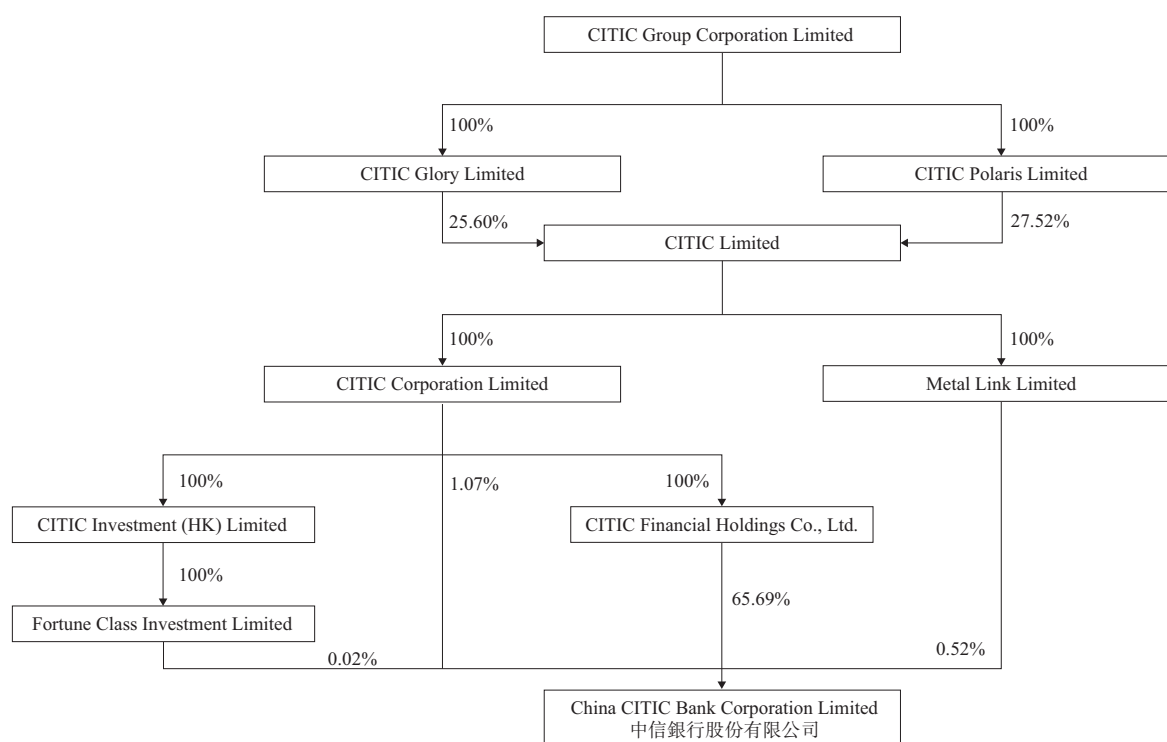 CITIC Group Corporation Limited
100%
100%
CITIC Glory Limited
CITIC Polaris Limited
25.60%
27.52%
CITIC Limited
100%
100%
CITIC Corporation Limited
Metal Link Limited
100%
1.07%
100%
CITIC Investment (HK) Limited
CITIC Financial Holdings Co., Ltd.
100%
65.69%
Fortune Class Investment Limited
0.02%
0.52%
China CITIC Bank Corporation Limited
中信銀行股份有限公司